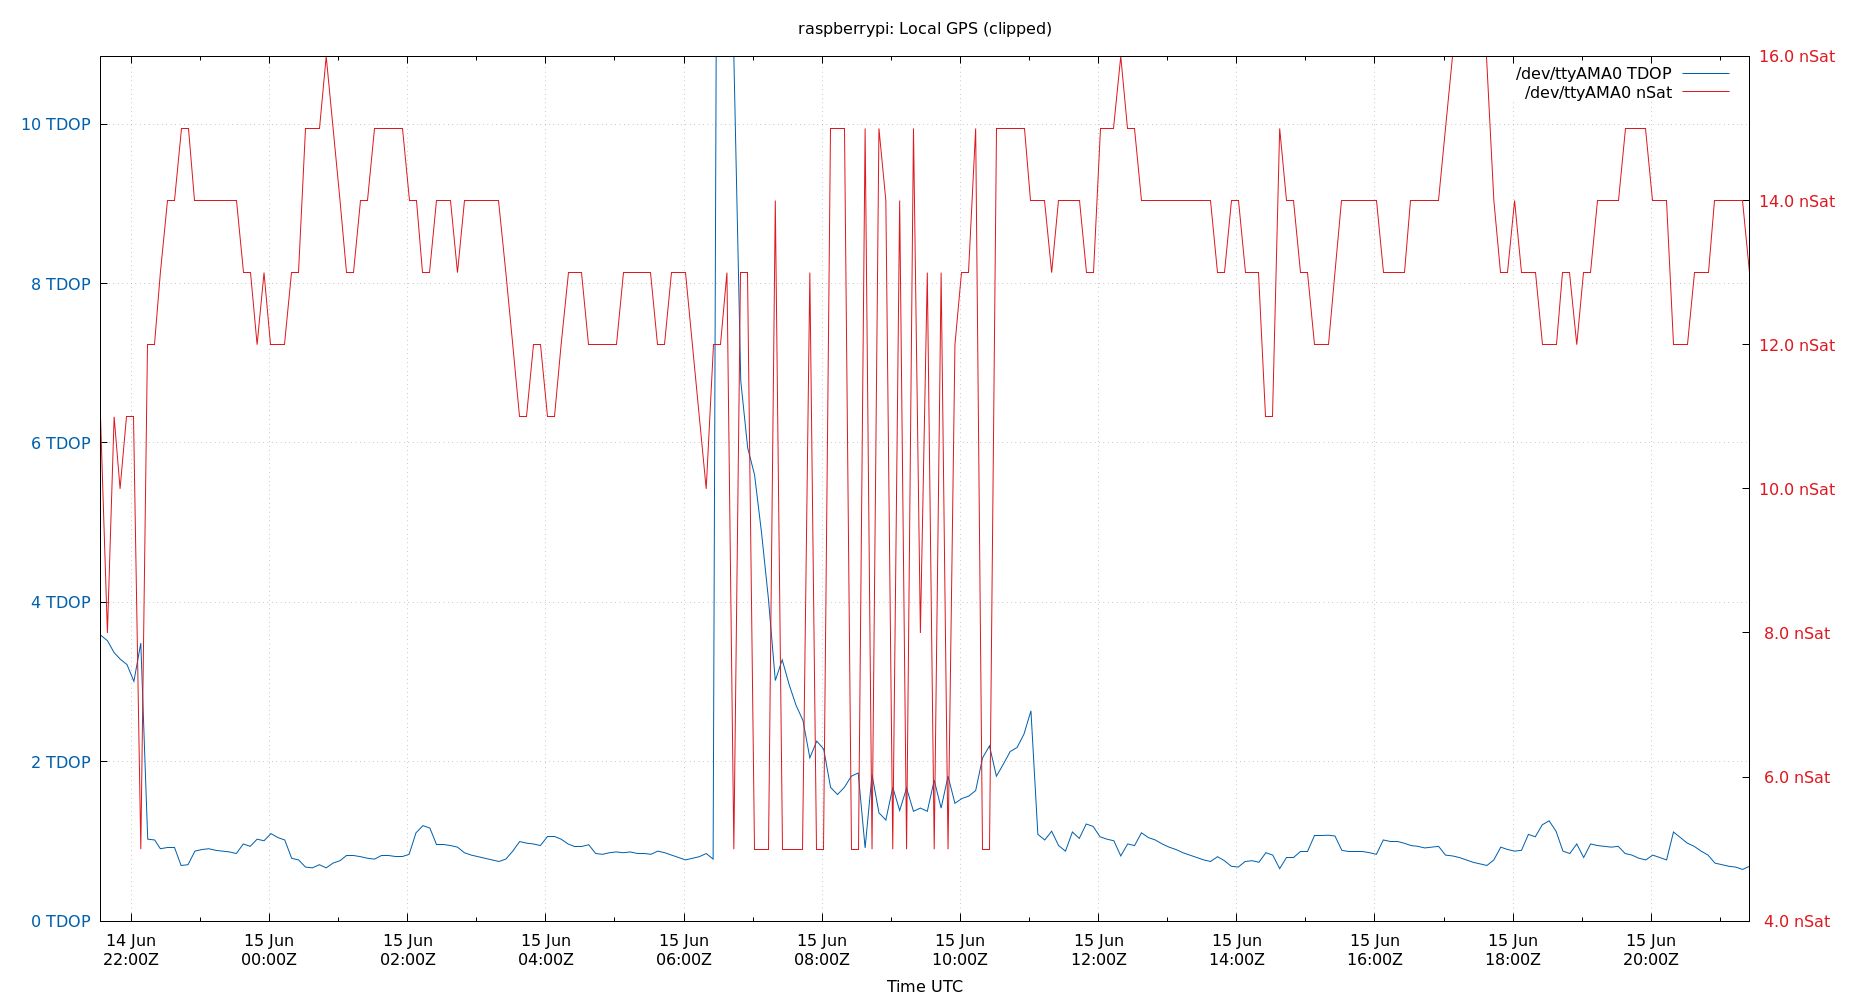 raspberrypi: Local GPS (clipped)
/dev/ttyAMA0 TDOP
/dev/ttyAMA0 nSat
10 TDOP
8 TDOP
6 TDOP
4 TDOP
2 TDOP
0 TDOP
16.0 nSat
14.0 nSat
12.0 nSat
10.0 nSat
8.0 nSat
6.0 nSat
4.0 nSat
14 Jun 15 Jun 15 Jun 15 Jun 15 Jun 15 Jun 15 Jun 15 Jun 15 Jun 15 Jun 15 Jun 15 Jun
22:00Z 00:00Z 02:00Z 04:00Z 06:00Z 08:00Z 10:00Z 12:00Z 14:00Z 16:00Z 18:00Z 20:00Z
Time UTC